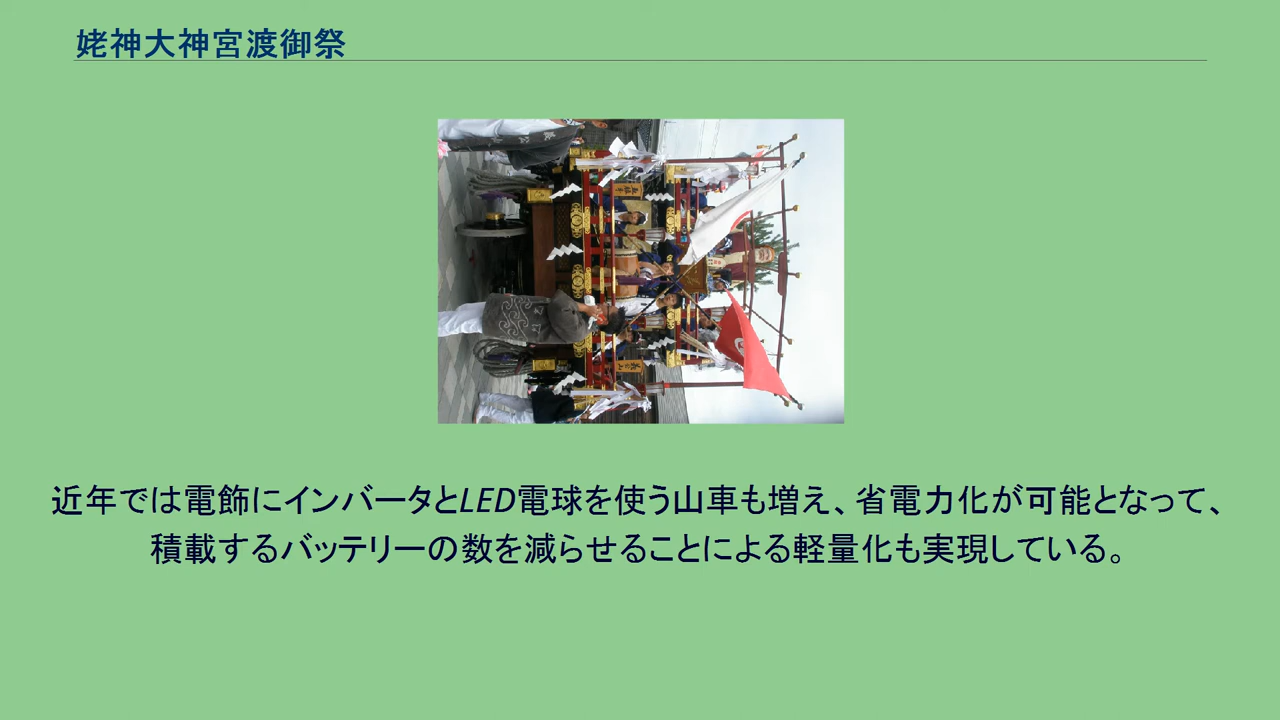 姥神大神宮渡御祭
近年では電飾にインバータとLED電球を使う山車も増え、省電力化が可能となって、
積載するバッテリーの数を減らせることによる軽量化も実現している。